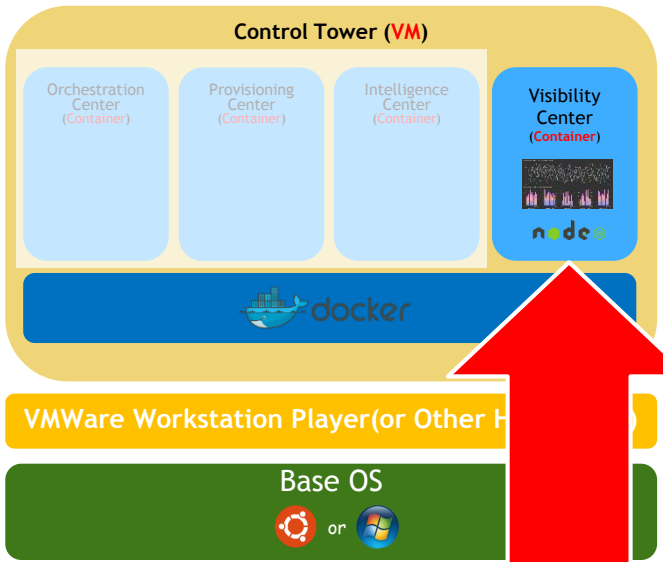 Control Tower (VM)
Orchestration
Center
(Container)
Provisioning
Center
(Container)
Intelligence
Center
(Container)
Visibility
Center
(Container)
node
docker
VMWare Workstation Player(or Other H )
Base OS
or